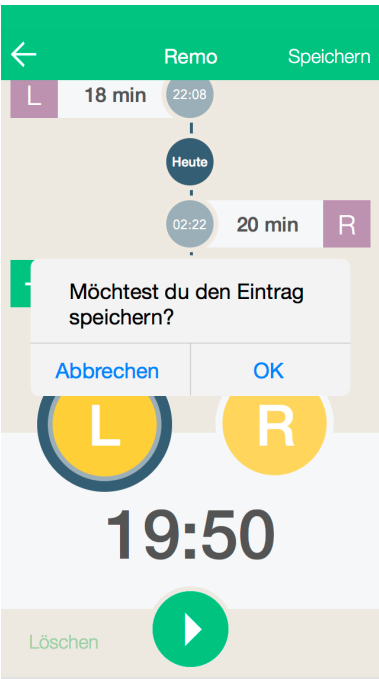 Remo
Speichern
L
18 min
22:08
Heute
02:22
20 min
R
Möchtest du den Eintrag
speichern?
Abbrechen
OK
L
R
19:50
Löschen